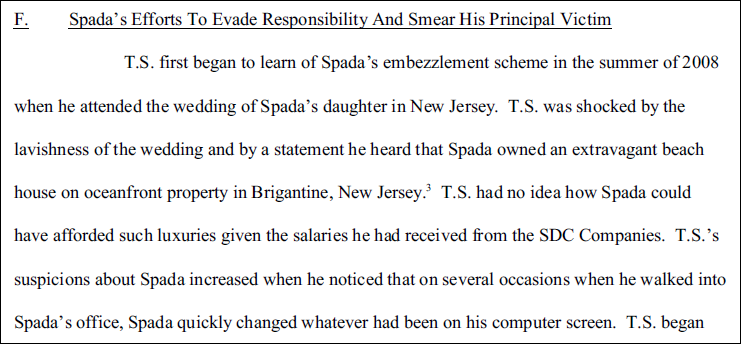 F. Spada’s Efforts To Evade Responsibility And Smear His Principal Victim
T.S. first began to learn of Spada’s embezzlement scheme in the summer of 2008
when he attended the wedding of Spada’s daughter in New Jersey.  T.S. was shocked by the
lavishness of the wedding and by a statement he heard that Spada owned an extravagant beach
house on oceanfront property in Brigantine, New Jersey.³  T.S. had no idea how Spada could
have afforded such luxuries given the salaries he had received from the SDC Companies.  T.S.’s
suspicions about Spada increased when he noticed that on several occasions when he walked into
Spada’s office, Spada quickly changed whatever had been on his computer screen.  T.S. began